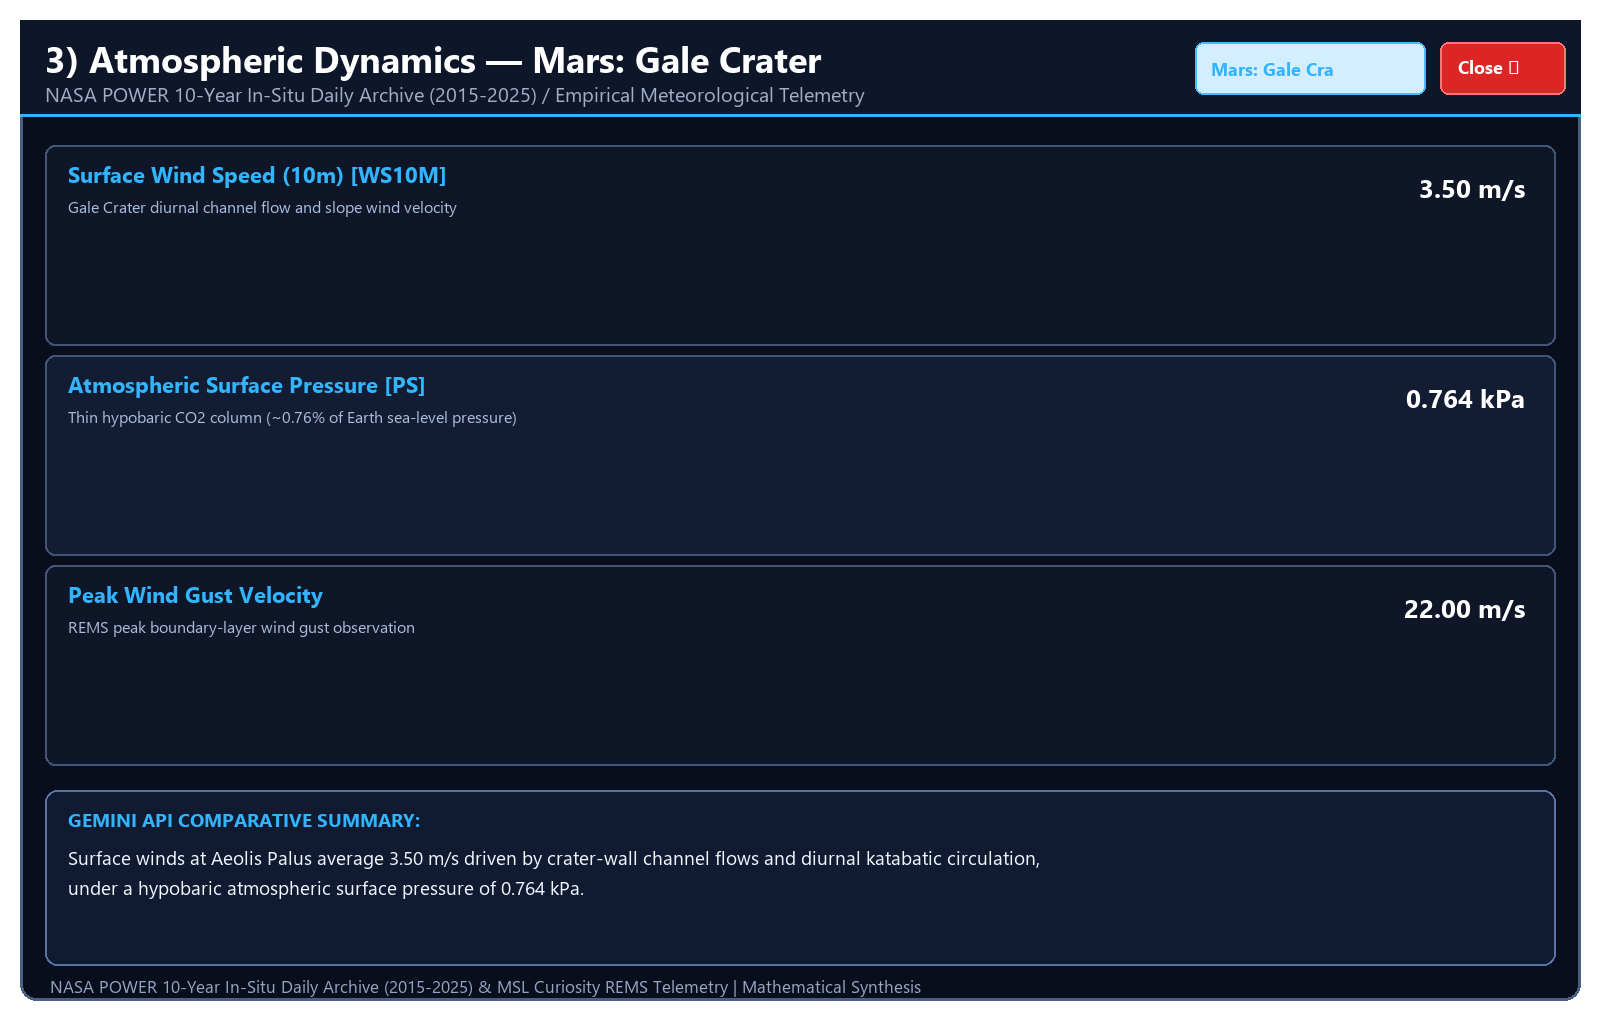 3) Atmospheric Dynamics — Mars: Gale Crater
NASA POWER 10-Year In-Situ Daily Archive (2015-2025) / Empirical Meteorological Telemetry
Mars: Gale Cra
Close
Surface Wind Speed (10m) [WS10M]
Gale Crater diurnal channel flow and slope wind velocity
3.50 m/s
Atmospheric Surface Pressure [PS]
Thin hypobaric CO2 column (~0.76% of Earth sea-level pressure)
0.764 kPa
Peak Wind Gust Velocity
REMS peak boundary-layer wind gust observation
22.00 m/s
GEMINI API COMPARATIVE SUMMARY:
Surface winds at Aeolis Palus average 3.50 m/s driven by crater-wall channel flows and diurnal katabatic circulation,
under a hypobaric atmospheric surface pressure of 0.764 kPa.
NASA POWER 10-Year In-Situ Daily Archive (2015-2025) & MSL Curiosity REMS Telemetry | Mathematical Synthesis